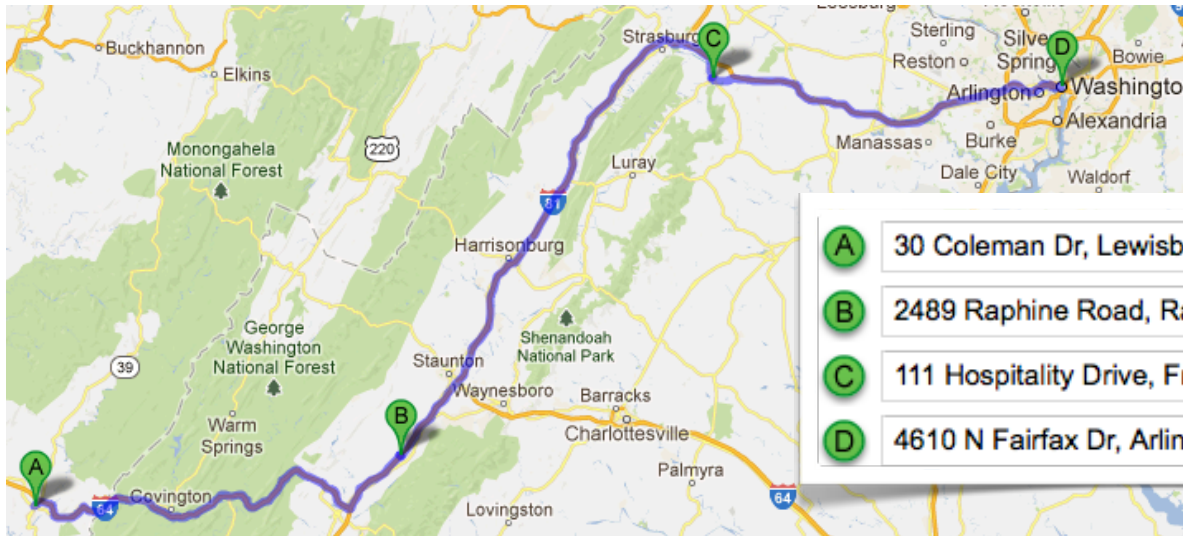 Leesburg
Buckhannon
Elkins
Strasburg
C
Sterling
Reston
Silver
Spring
D
Bowie
Arlington
Washingto
Alexandria
Manassas
Burke
Dale City
Waldorf
Monongahela
National Forest
220
Luray
81
Harrisonburg
George
Washington
National Forest
39
Shenandoah
National Park
Staunton
Waynesboro
B
Barracks
Charlottesville
Warm
Springs
Palmyra
A
64
Covington
Lovingston
64
A 30 Coleman Dr, Lewisb
B 2489 Raphine Road, Ra
C 111 Hospitality Drive, Fr
D 4610 N Fairfax Dr, Arlin